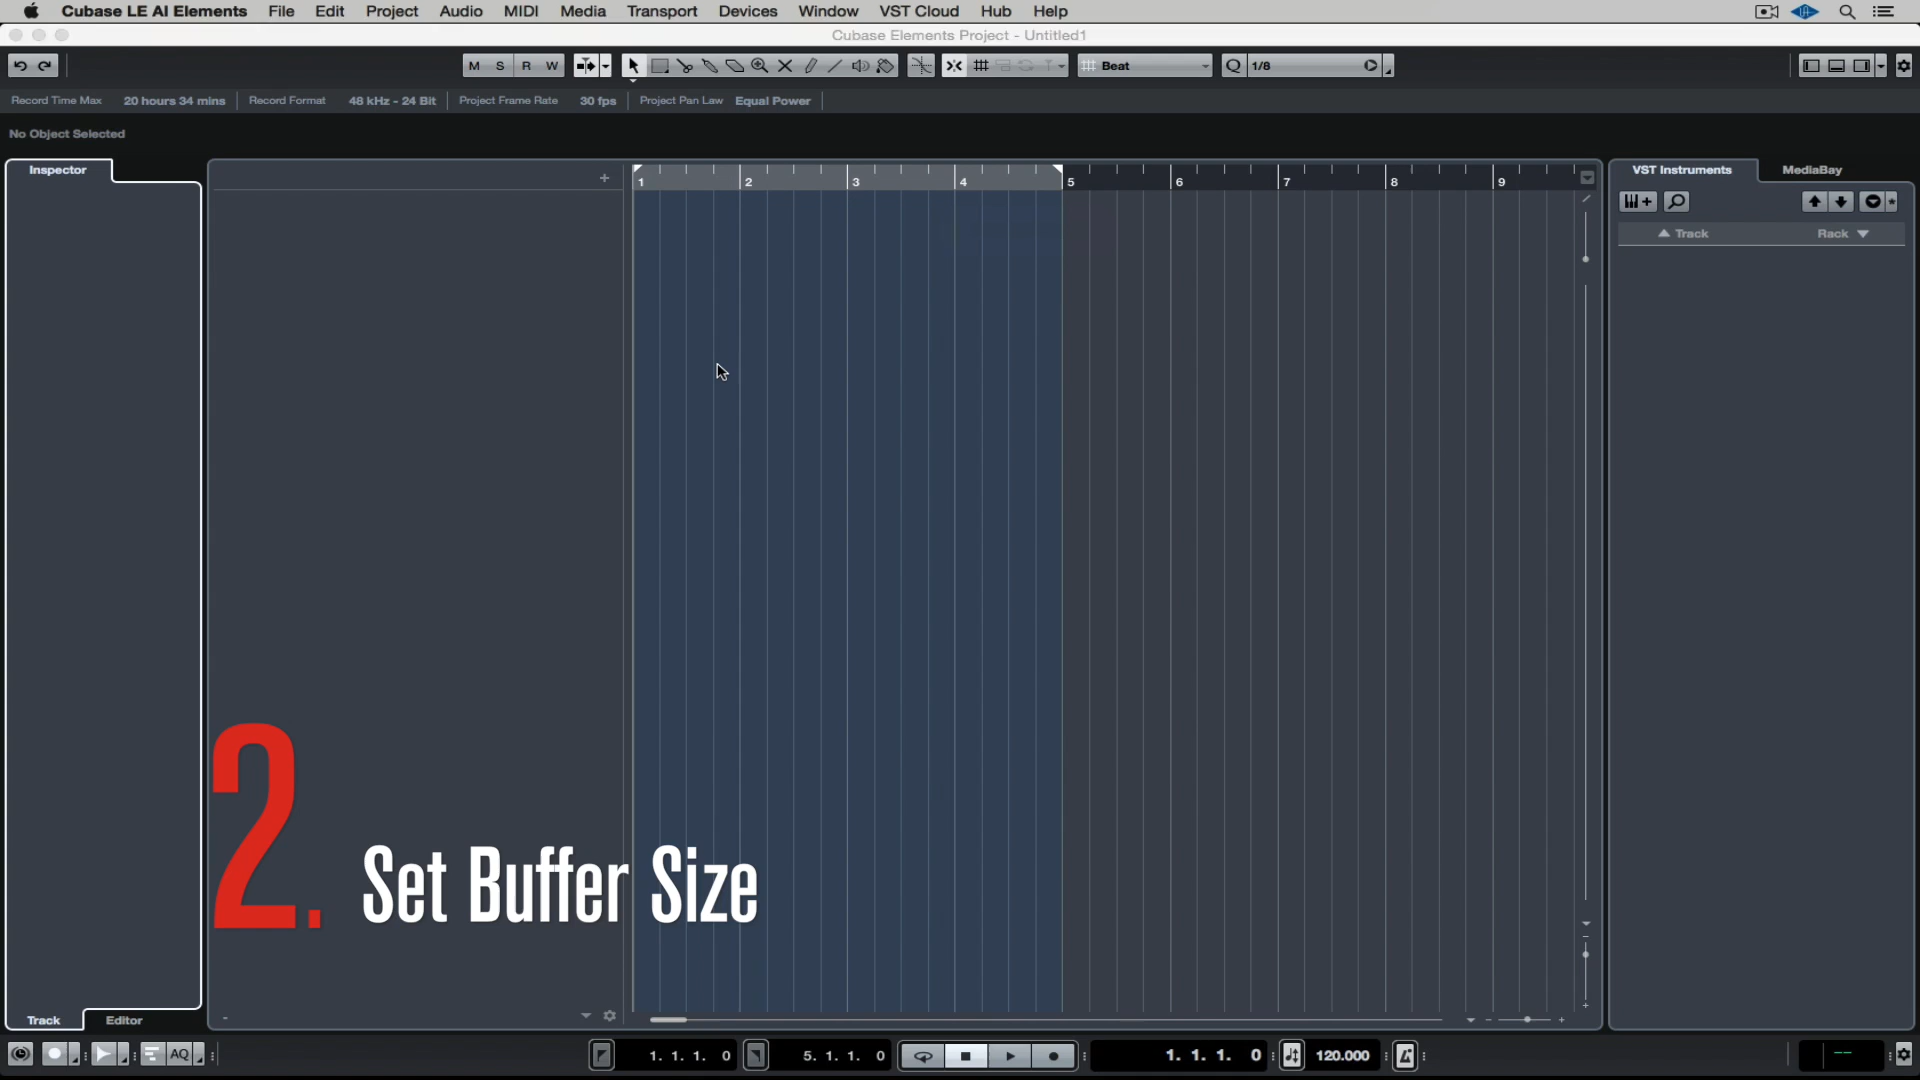 Cubase LE AI Elements File Edit Project Audio MIDI Media Transport Devices Window VST Cloud Hub Help
Cubase Elements Project - Untitled1
M S R W Beat Q 1/8
Record Time Max 20 hours 34 mins Record Format 48 kHz - 24 Bit Project Frame Rate 30 fps Project Pan Law Equal Power
No Object Selected
Inspector
1 2 3 4 5 6 7 8 9
VST Instruments MediaBay
Track Rack
2. Set Buffer Size
Track Editor
AQ 1. 1. 1. 0 5. 1. 1. 0 1. 1. 1. 0 120.000